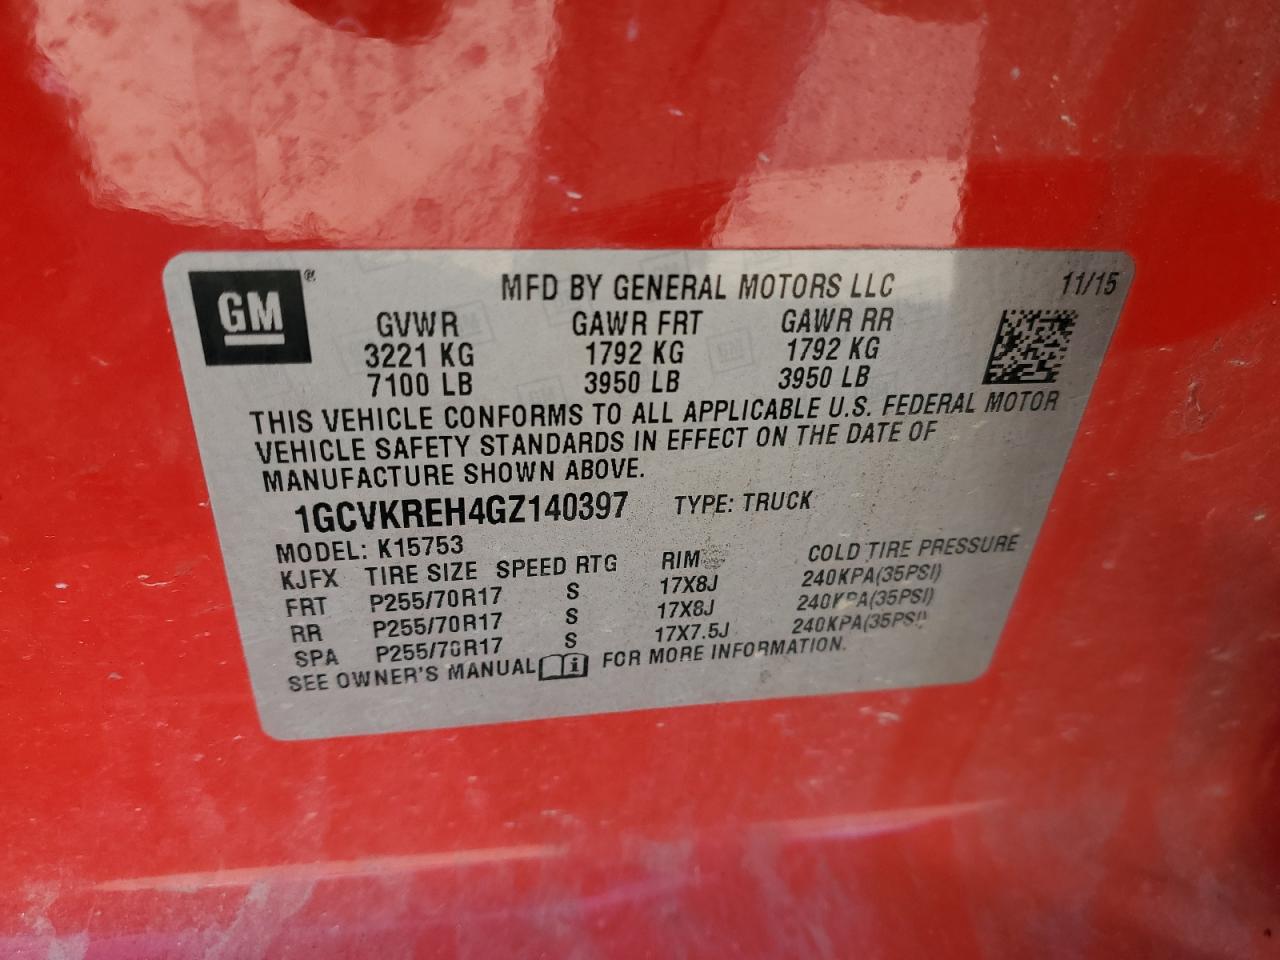 GM®
MFD BY GENERAL MOTORS LLC 11/15
GVWR GAWR FRT GAWR RR
3221 KG 1792 KG 1792 KG
7100 LB 3950 LB 3950 LB
THIS VEHICLE CONFORMS TO ALL APPLICABLE U.S. FEDERAL MOTOR
VEHICLE SAFETY STANDARDS IN EFFECT ON THE DATE OF
MANUFACTURE SHOWN ABOVE.
1GCVKREH4GZ140397 TYPE: TRUCK
MODEL: K15753
KJFX TIRE SIZE SPEED RTG RIM COLD TIRE PRESSURE
FRT P255/70R17 S 17X8J 240KPA(35PSI)
RR P255/70R17 S 17X8J 240KPA(35PSI)
SPA P255/70R17 S 17X7.5J 240KPA(35PSI)
SEE OWNER'S MANUAL i FOR MORE INFORMATION.